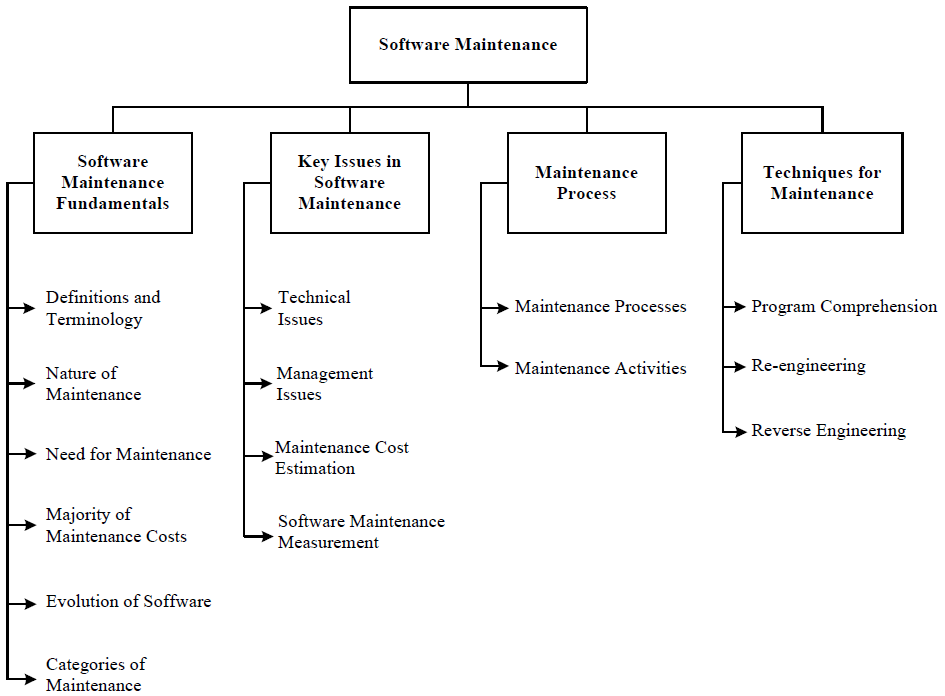 Software Maintenance
Software
Maintenance
Fundamentals
Key Issues in
Software
Maintenance
Maintenance
Process
Techniques for
Maintenance
Definitions and
Terminology
Nature of
Maintenance
Need for Maintenance
Majority of
Maintenance Costs
Evolution of Soffware
Categories of
Maintenance
Technical
Issues
Management
Issues
Maintenance Cost
Estimation
Software Maintenance
Measurement
Maintenance Processes
Maintenance Activities
Program Comprehension
Re-engineering
Reverse Engineering